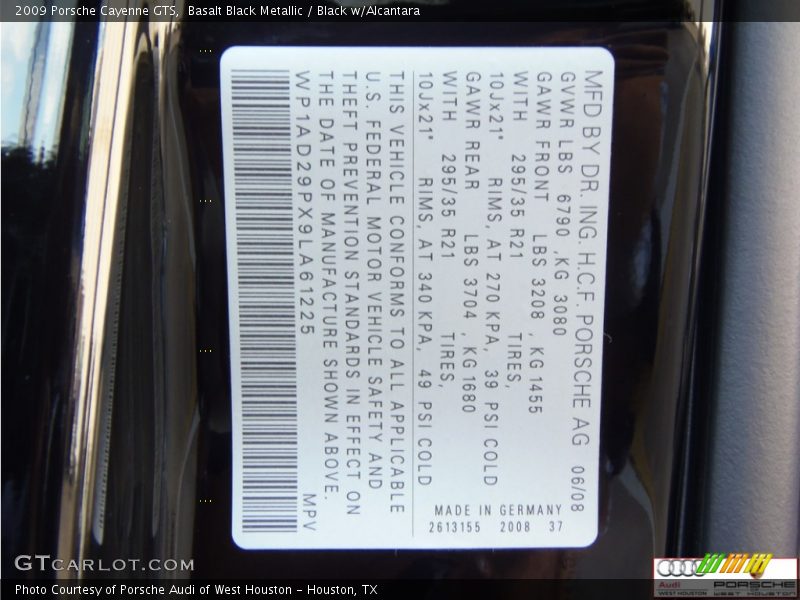 2009 Porsche Cayenne GTS, Basalt Black Metallic / Black w/Alcantara
MFD BY DR. ING. H.C.F. PORSCHE AG 06/08
GVWR LBS 6790 ,KG 3080
GAWR FRONT LBS 3208 , KG 1455
WITH 295/35 R21 TIRES,
10Jx21" RIMS, AT 270 KPA, 39 PSI COLD
GAWR REAR LBS 3704 , KG 1680
WITH 295/35 R21 TIRES,
10Jx21" RIMS, AT 340 KPA, 49 PSI COLD
MADE IN GERMANY
2613155 2008 37
THIS VEHICLE CONFORMS TO ALL APPLICABLE
U.S. FEDERAL MOTOR VEHICLE SAFETY AND
THEFT PREVENTION STANDARDS IN EFFECT ON
THE DATE OF MANUFACTURE SHOWN ABOVE.
WP1AD29PX9LA61225 MPV
GTCARLOT.COM
Audi PORSCHE
WEST HOUSTON WEST HOUSTON
Photo Courtesy of Porsche Audi of West Houston - Houston, TX